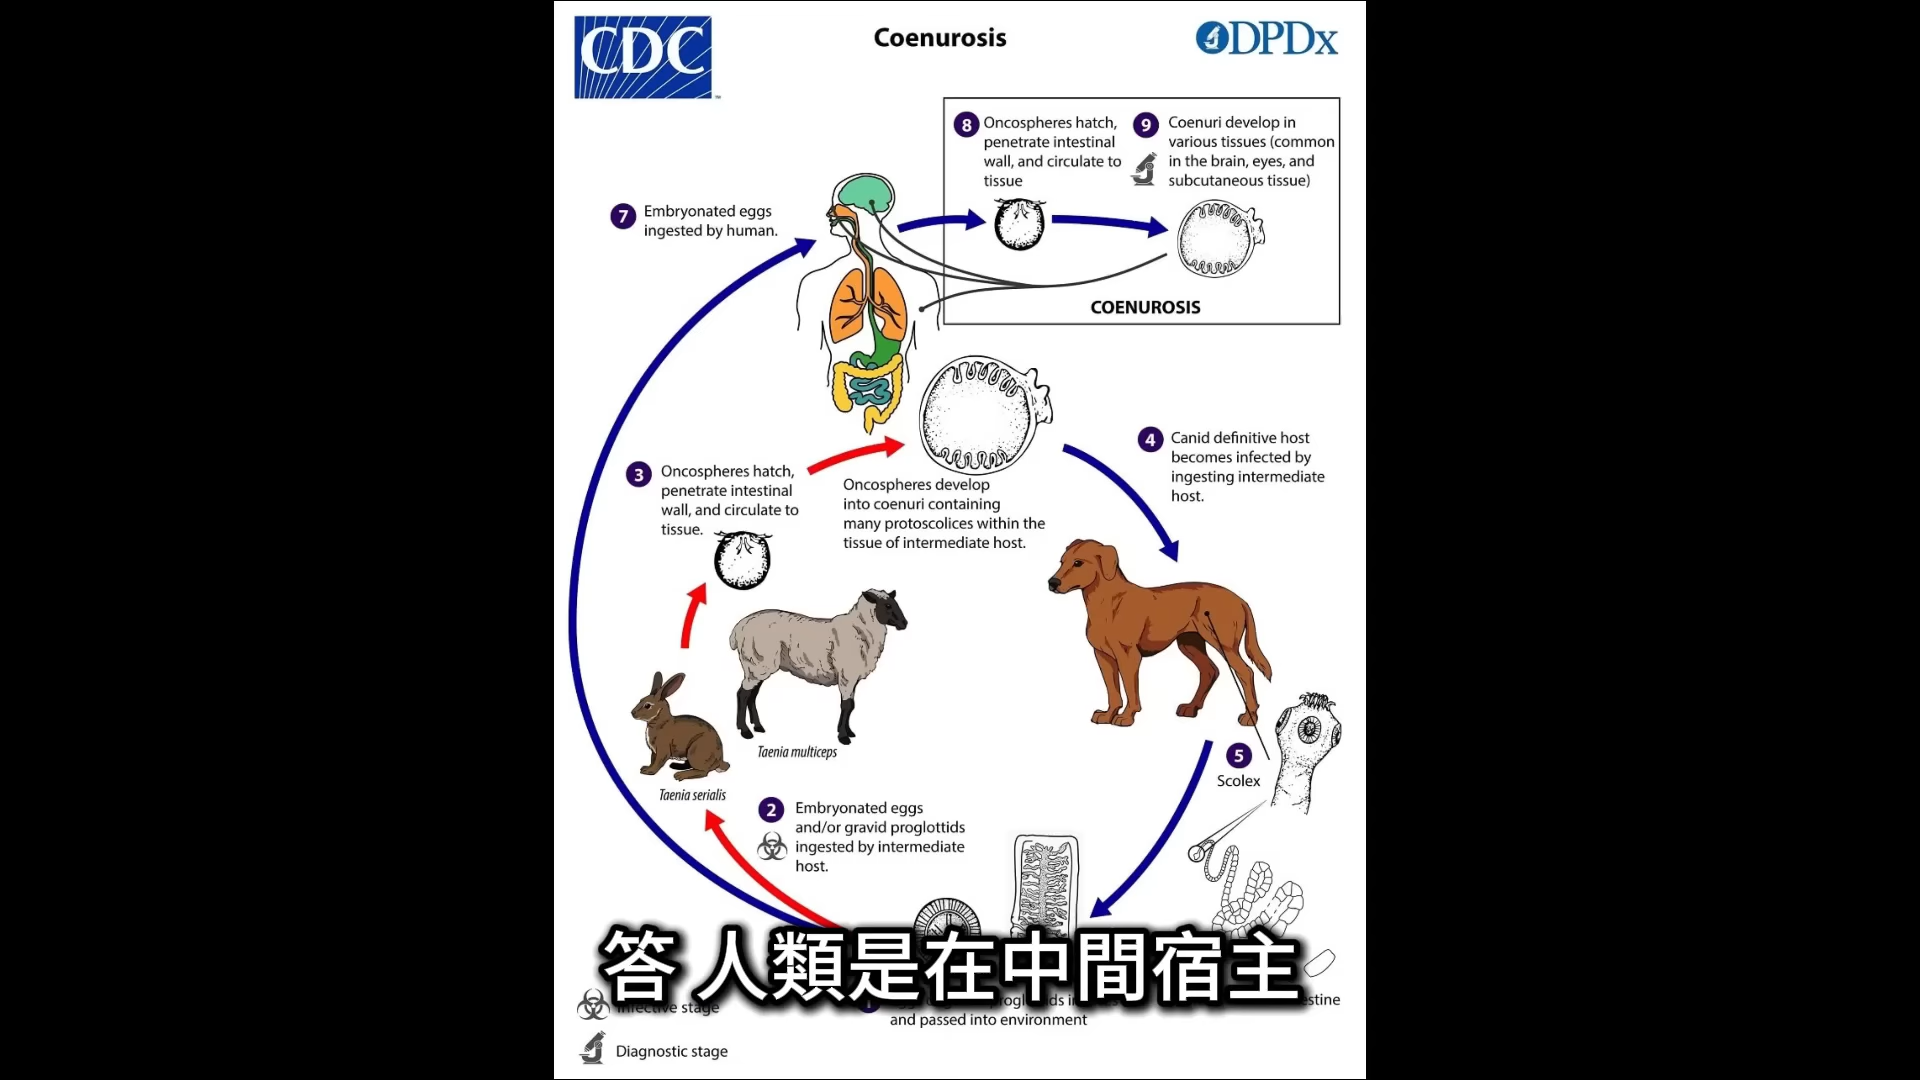 CDC
Coenurosis
DPDx
8 Oncospheres hatch,
penetrate intestinal
wall, and circulate to
tissue
9 Coenuri develop in
various tissues (common
in the brain, eyes, and
subcutaneous tissue)
7 Embryonated eggs
ingested by human.
COENUROSIS
4 Canid definitive host
becomes infected by
ingesting intermediate
host.
3 Oncospheres hatch,
penetrate intestinal
wall, and circulate to
tissue.
Oncospheres develop
into coenuri containing
many protoscolices within the
tissue of intermediate host.
Taenia multiceps
5
Scolex
Taenia serialis
2 Embryonated eggs
and/or gravid proglottids
ingested by intermediate
host.
答 人類是在中間宿主
Infective stage
and passed into environment
Diagnostic stage